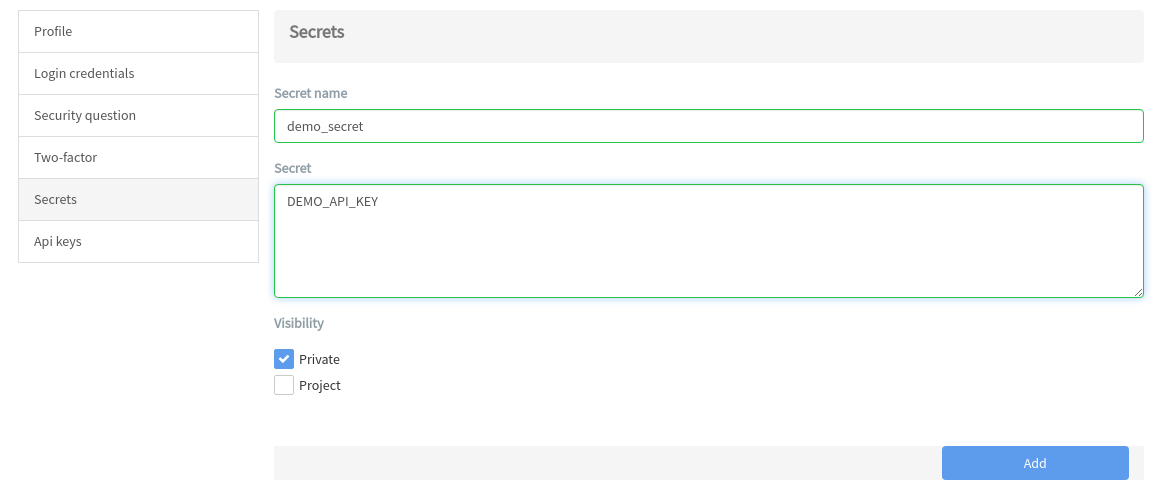 Profile
Login credentials
Security question
Two-factor
Secrets
Api keys
Secrets
Secret name
demo_secret
Secret
DEMO_API_KEY
Visibility
Private
Project
Add